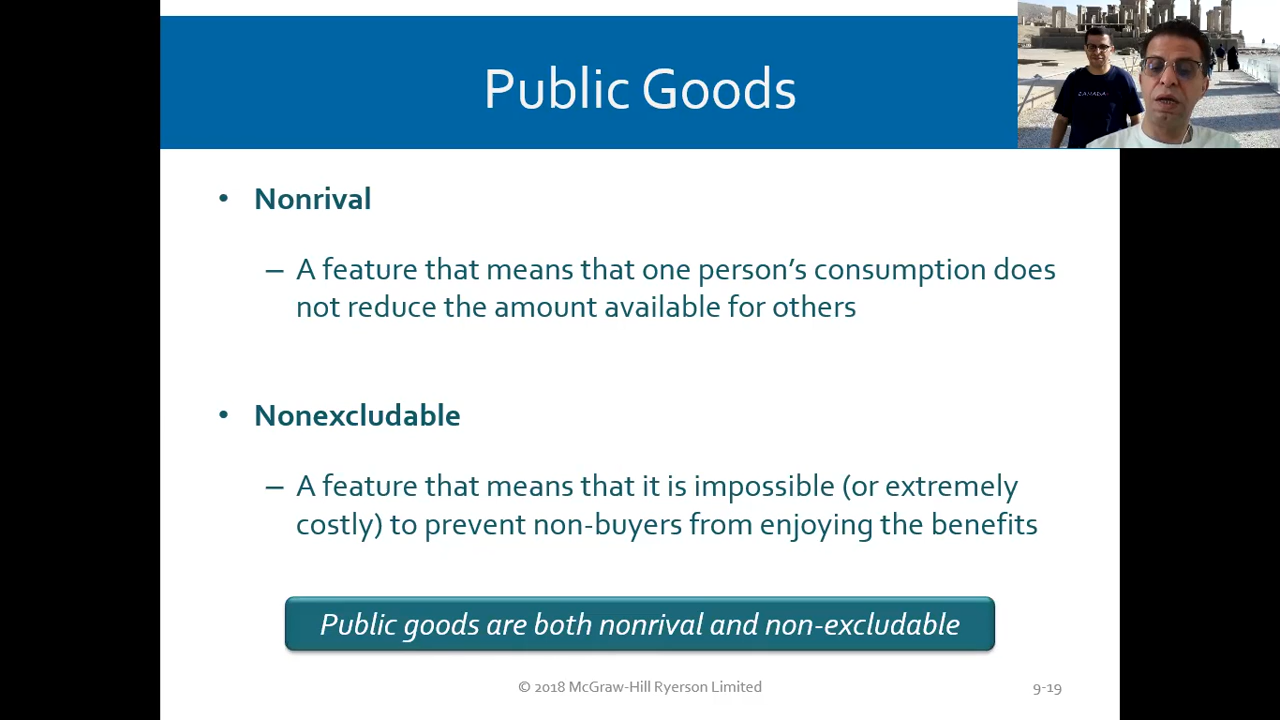 Public Goods
CANADA
• Nonrival
– A feature that means that one person's consumption does
not reduce the amount available for others
• Nonexcludable
– A feature that means that it is impossible (or extremely
costly) to prevent non-buyers from enjoying the benefits
Public goods are both nonrival and non-excludable
© 2018 McGraw-Hill Ryerson Limited
9-19